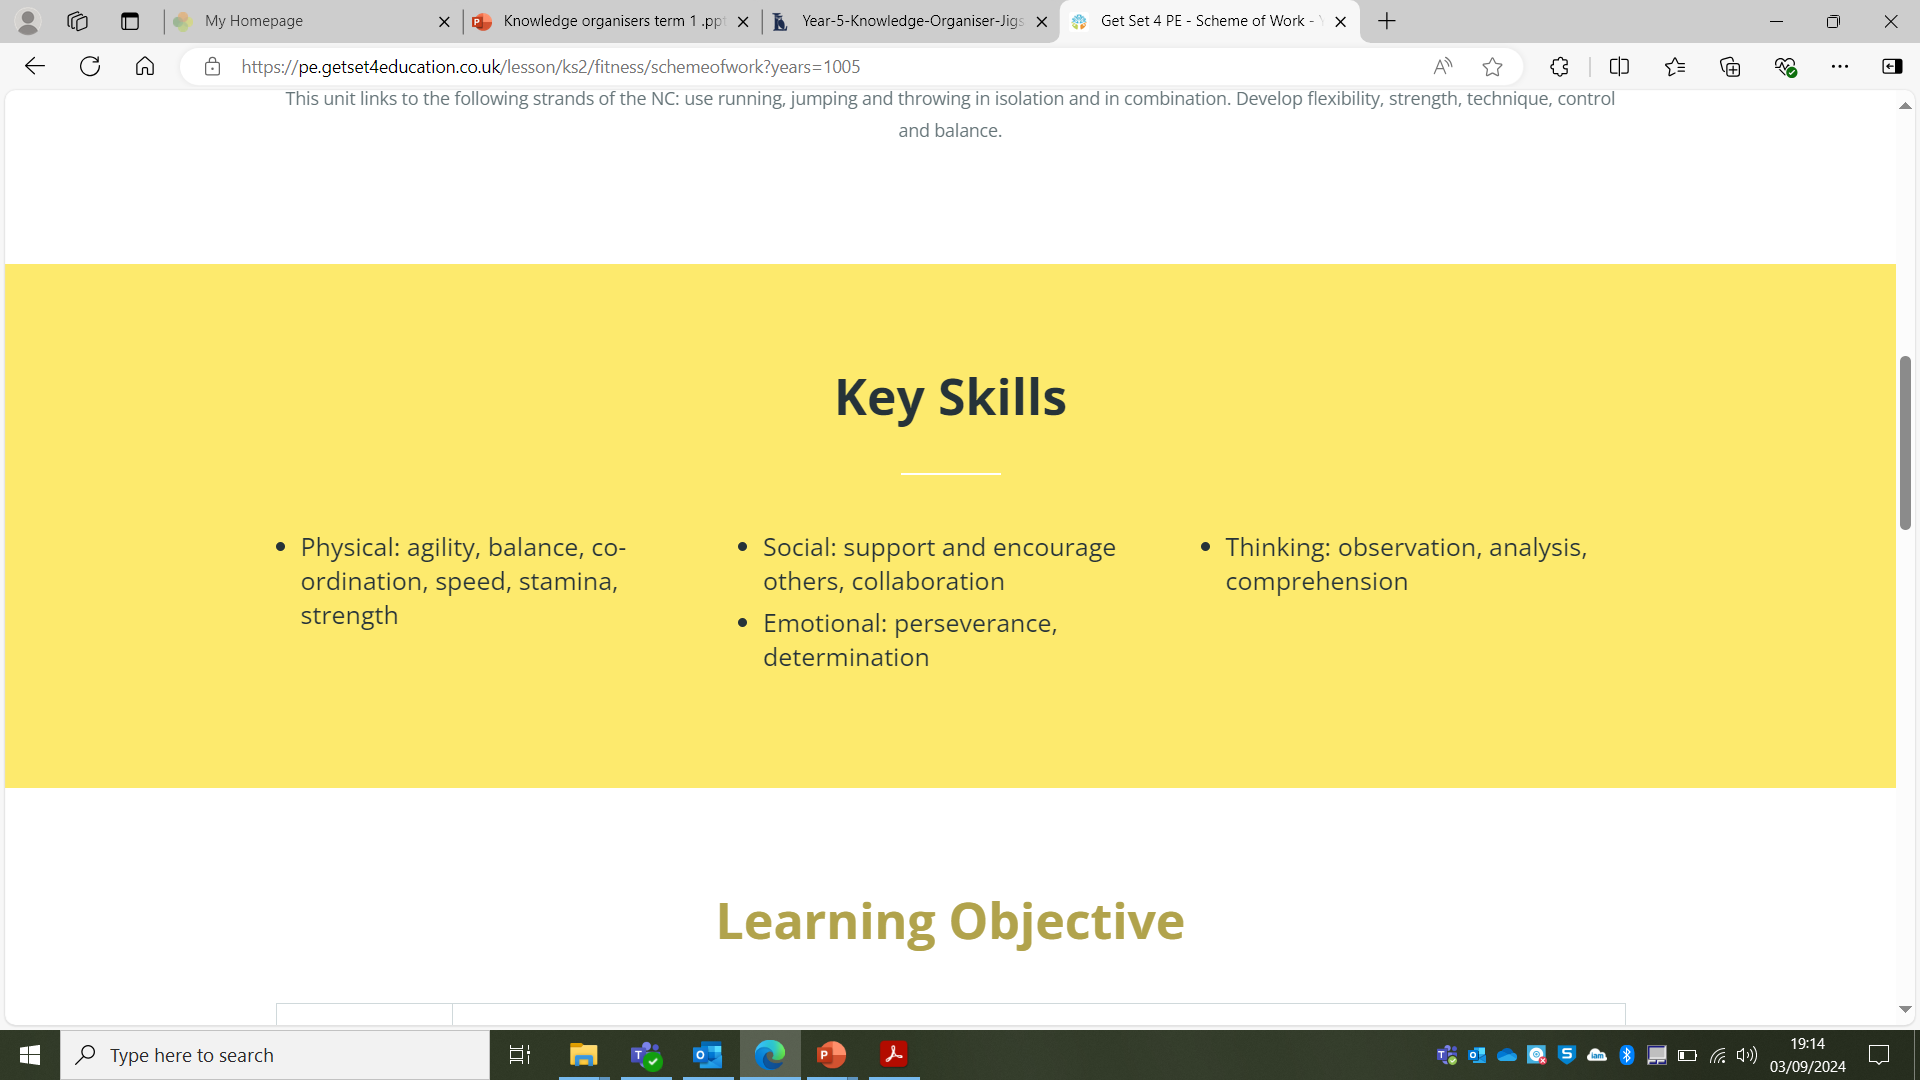 My Homepage
Knowledge organisers term 1 .ppt
Year-5-Knowledge-Organiser-Jigs
Get Set 4 PE - Scheme of Work -
https://pe.getset4education.co.uk/lesson/ks2/fitness/schemeofwork?years=1005
This unit links to the following strands of the NC: use running, jumping and throwing in isolation and in combination. Develop flexibility, strength, technique, control
and balance.
Key Skills
• Physical: agility, balance, co-
ordination, speed, stamina,
strength
• Social: support and encourage
others, collaboration
• Emotional: perseverance,
determination
• Thinking: observation, analysis,
comprehension
Learning Objective
Type here to search
19:14
03/09/2024